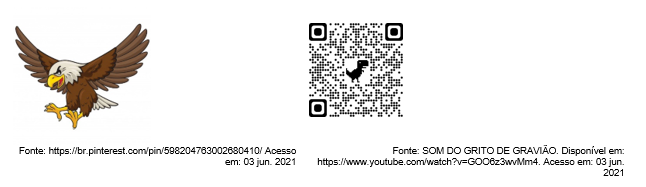 Fonte: https://br.pinterest.com/pin/598204763002680410/ Acesso
em: 03 jun. 2021
Fonte: SOM DO GRITO DE GRAVIÃO. Disponível em:
https://www.youtube.com/watch?v=GOO6z3wvMm4. Acesso em: 03 jun.
2021